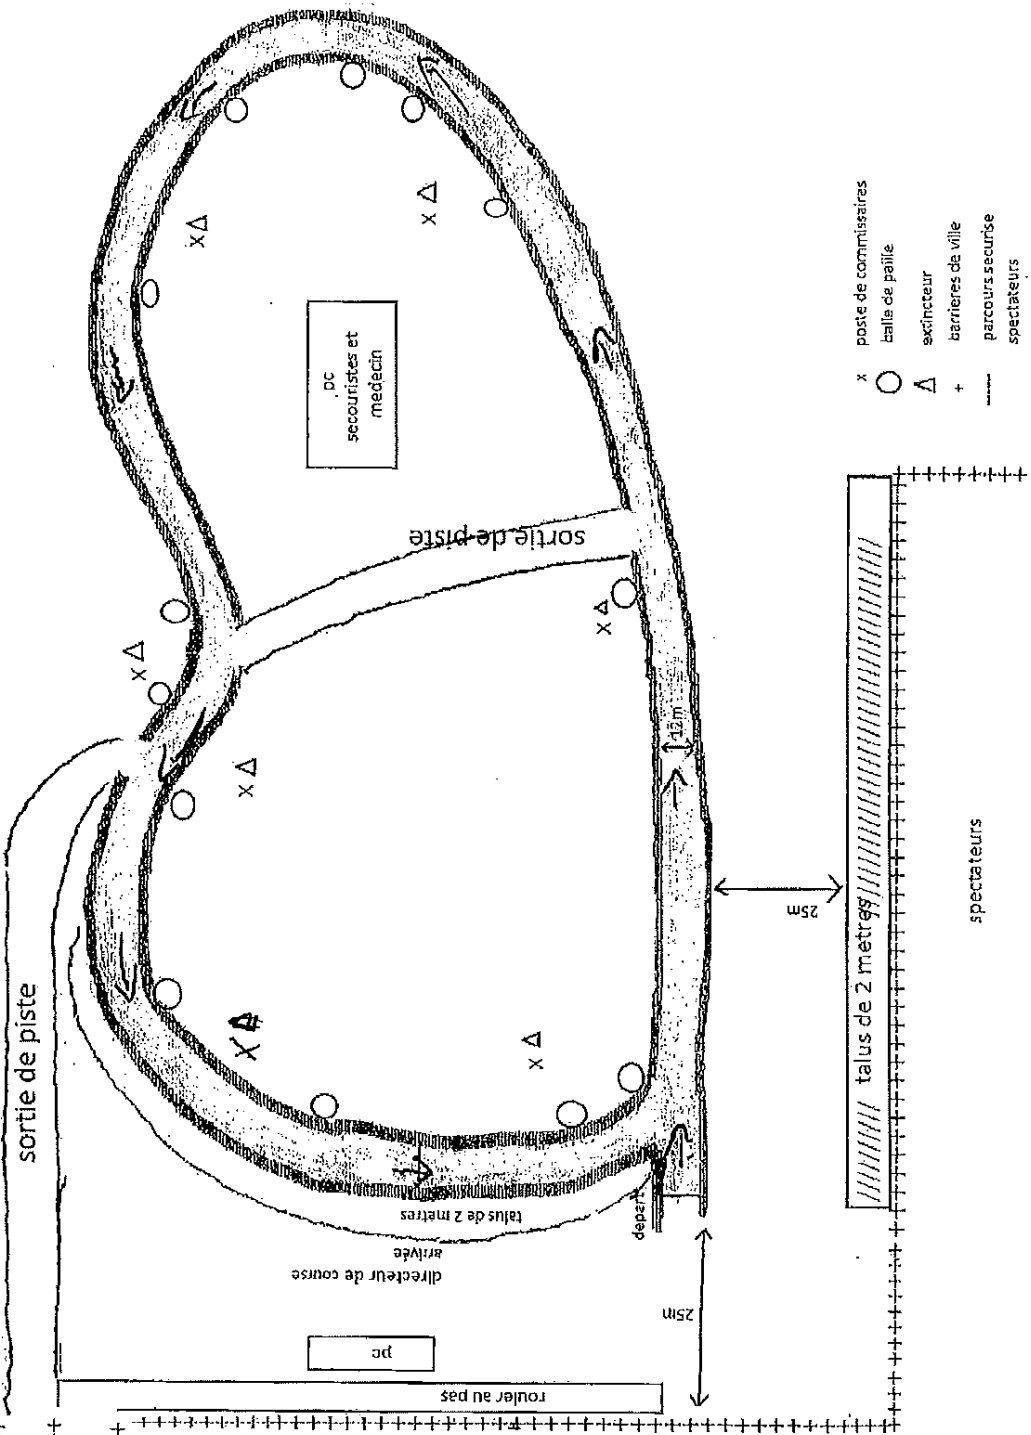 sortie de piste
x poste de commissaires
balle de paille
extincteur
+ barrieres de ville
parcours securise
spectateurs
pc
secouristes et
medecin
sortie de piste
x
x
x
x
x
x
x
12m
25m
talus de 2 metres
spectateurs
talus de 2 metres
arrivée
directeur de course
depart
25m
pc
rouler au pas